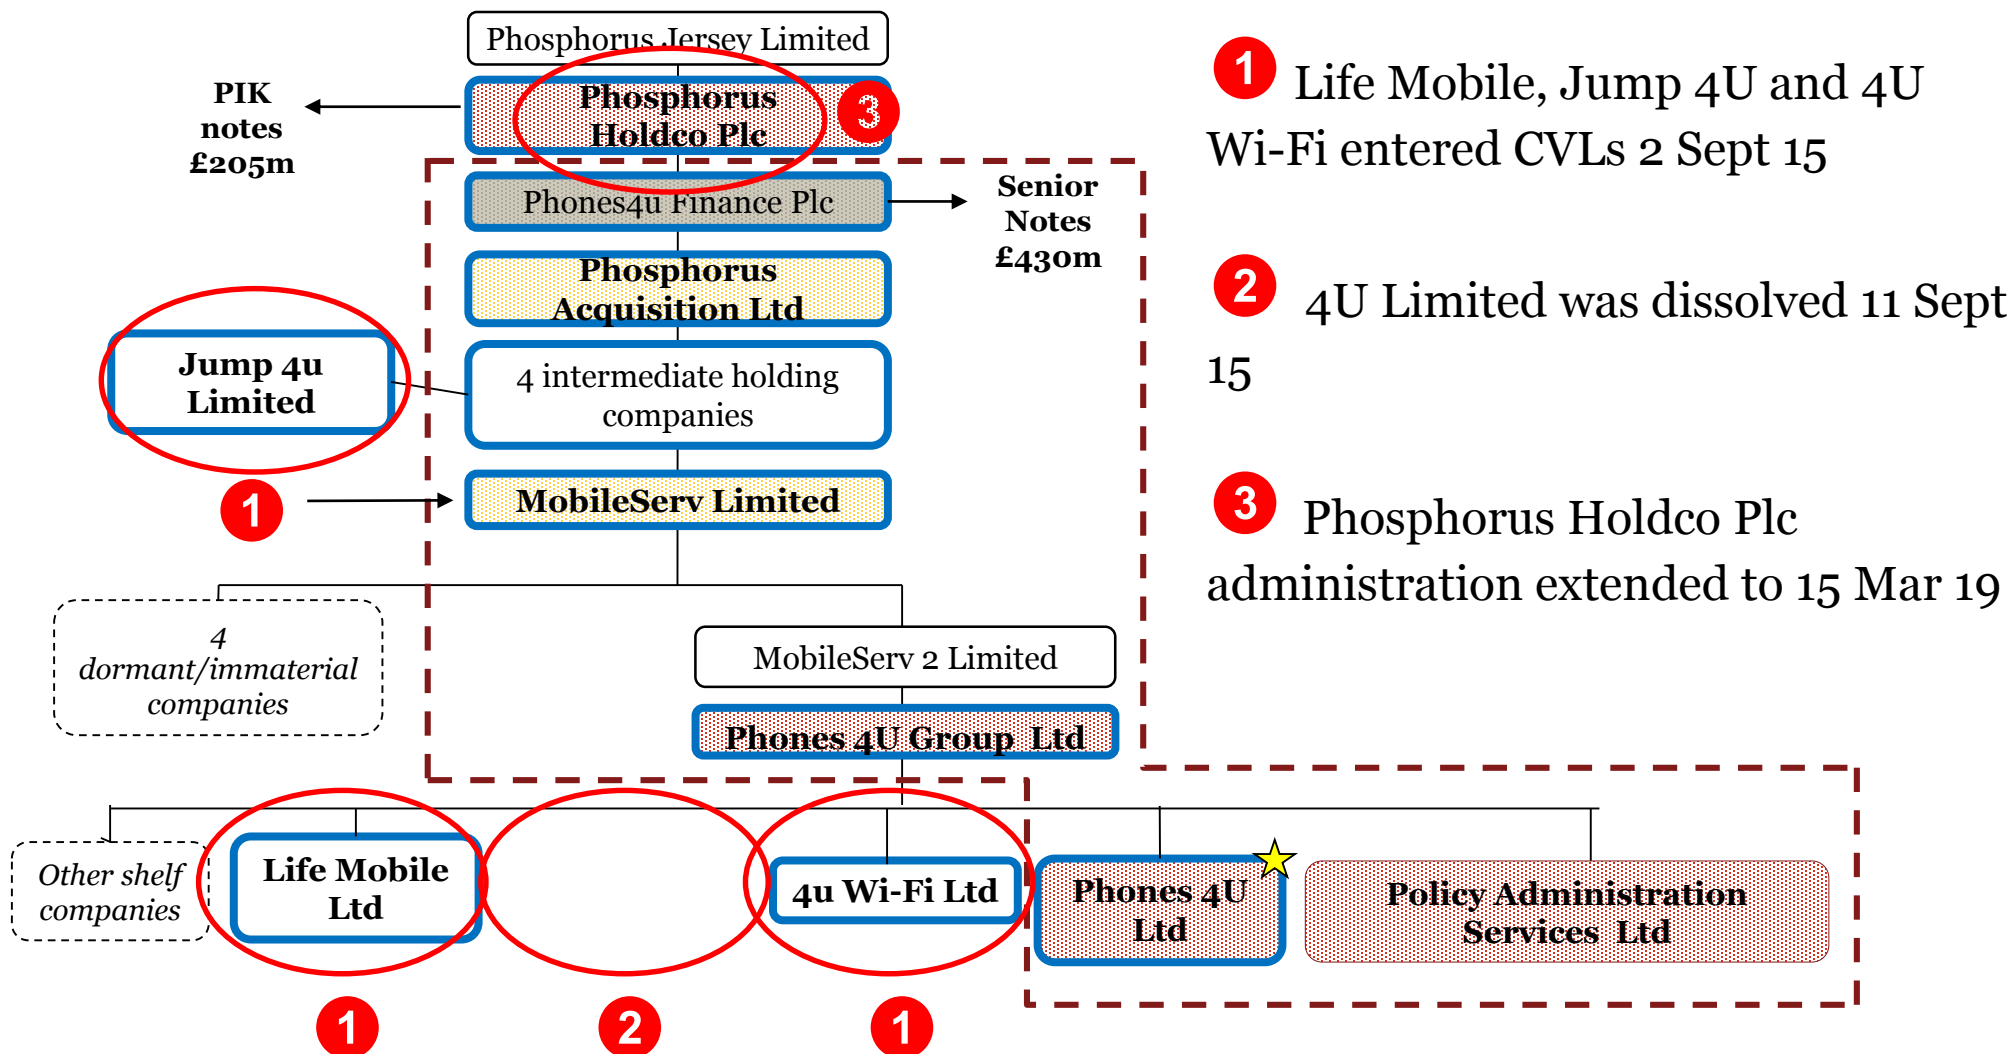 Phosphorus Jersey Limited
PIK
notes
£205m
Phosphorus
Holdco Plc
3
Phones4u Finance Plc
Senior
Notes
£430m
Phosphorus
Acquisition Ltd
Jump 4u
Limited
4 intermediate holding
companies
1
MobileServ Limited
4
dormant/immaterial
companies
MobileServ 2 Limited
Phones 4U Group Ltd
Other shelf
companies
Life Mobile
Ltd
4u Wi-Fi Ltd
Phones 4U
Ltd
Policy Administration
Services Ltd
1
2
1
1 Life Mobile, Jump 4U and 4U
Wi-Fi entered CVLs 2 Sept 15
2 4U Limited was dissolved 11 Sept
15
3 Phosphorus Holdco Plc
administration extended to 15 Mar 19